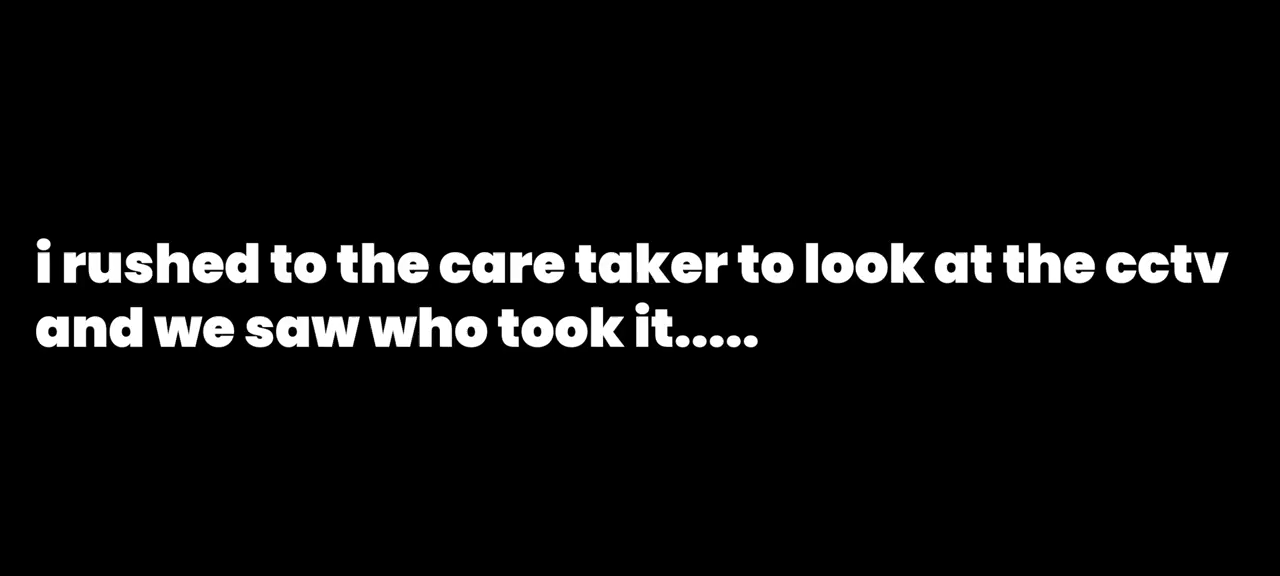 i rushed to the care taker to look at the cctv
and we saw who took it.....